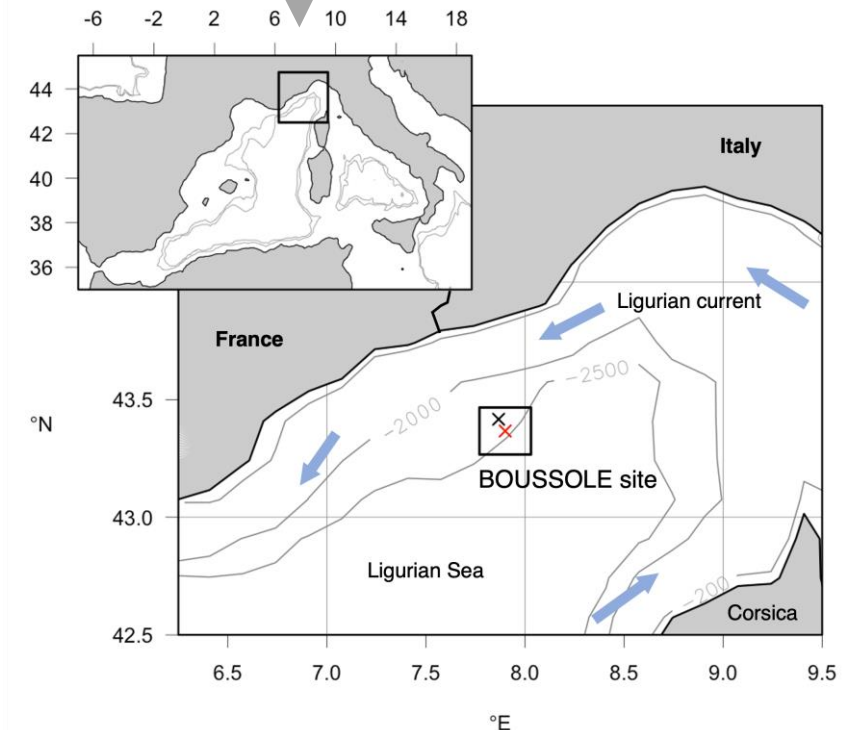 -6 -2 2 6 10 14 18
44
42
40
38
36
Italy
Ligurian current
France
-2500
43.5
-2000
°N
BOUSSOLE site
43.0
Ligurian Sea
-200
Corsica
42.5
6.5 7.0 7.5 8.0 8.5 9.0 9.5
°E